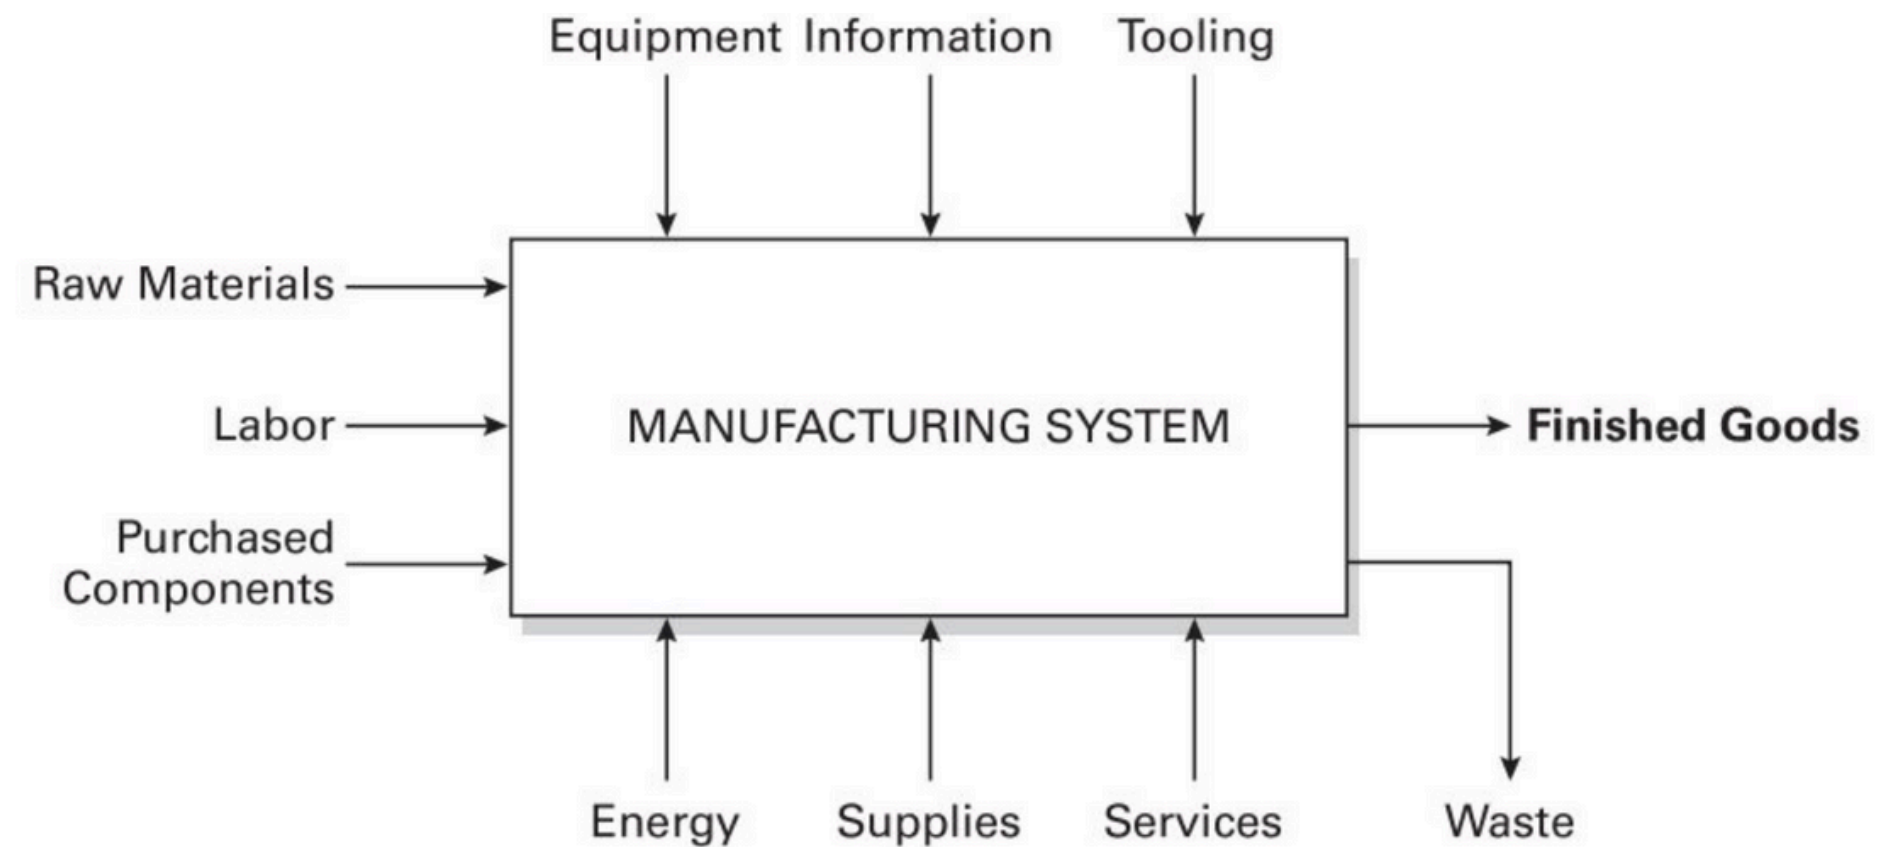 Equipment Information Tooling
Raw Materials
Labor
MANUFACTURING SYSTEM
Finished Goods
Purchased
Components
Energy Supplies Services Waste